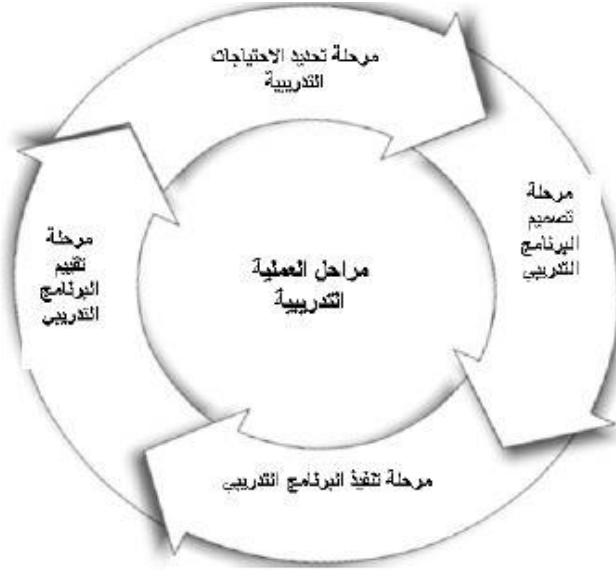 مرحلة تحديد الاحتياجات
التدريبية
مرحلة
تصميم
البرنامج
التدريبي
مرحلة تنفيذ البرنامج التدريبي
مرحلة
تقييم
البرنامج
التدريبي
مراحل العملية
التدريبية